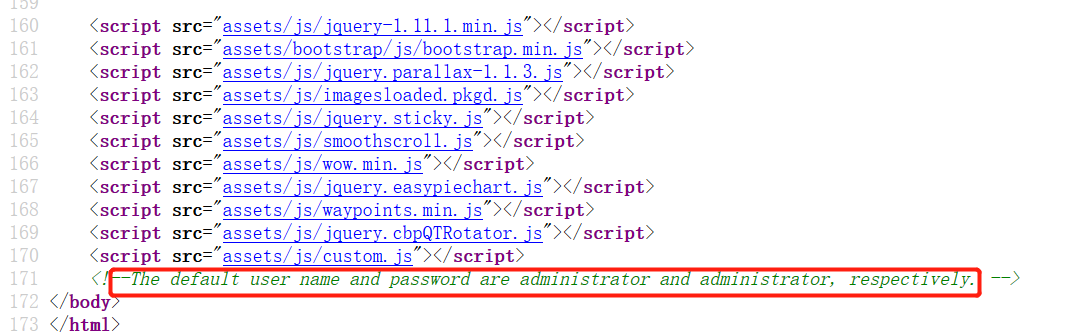 159
160 <script src="assets/js/jquery-1.11.1.min.js"></script>
161 <script src="assets/bootstrap/js/bootstrap.min.js"></script>
162 <script src="assets/js/jquery.parallax-1.1.3.js"></script>
163 <script src="assets/js/imagesloaded.pkgd.js"></script>
164 <script src="assets/js/jquery.sticky.js"></script>
165 <script src="assets/js/smoothscroll.js"></script>
166 <script src="assets/js/wow.min.js"></script>
167 <script src="assets/js/jquery.easypiechart.js"></script>
168 <script src="assets/js/waypoints.min.js"></script>
169 <script src="assets/js/jquery.cbpQTRotator.js"></script>
170 <script src="assets/js/custom.js"></script>
171 <!--The default user name and password are administrator and administrator, respectively. -->
172 </body>
173 </html>